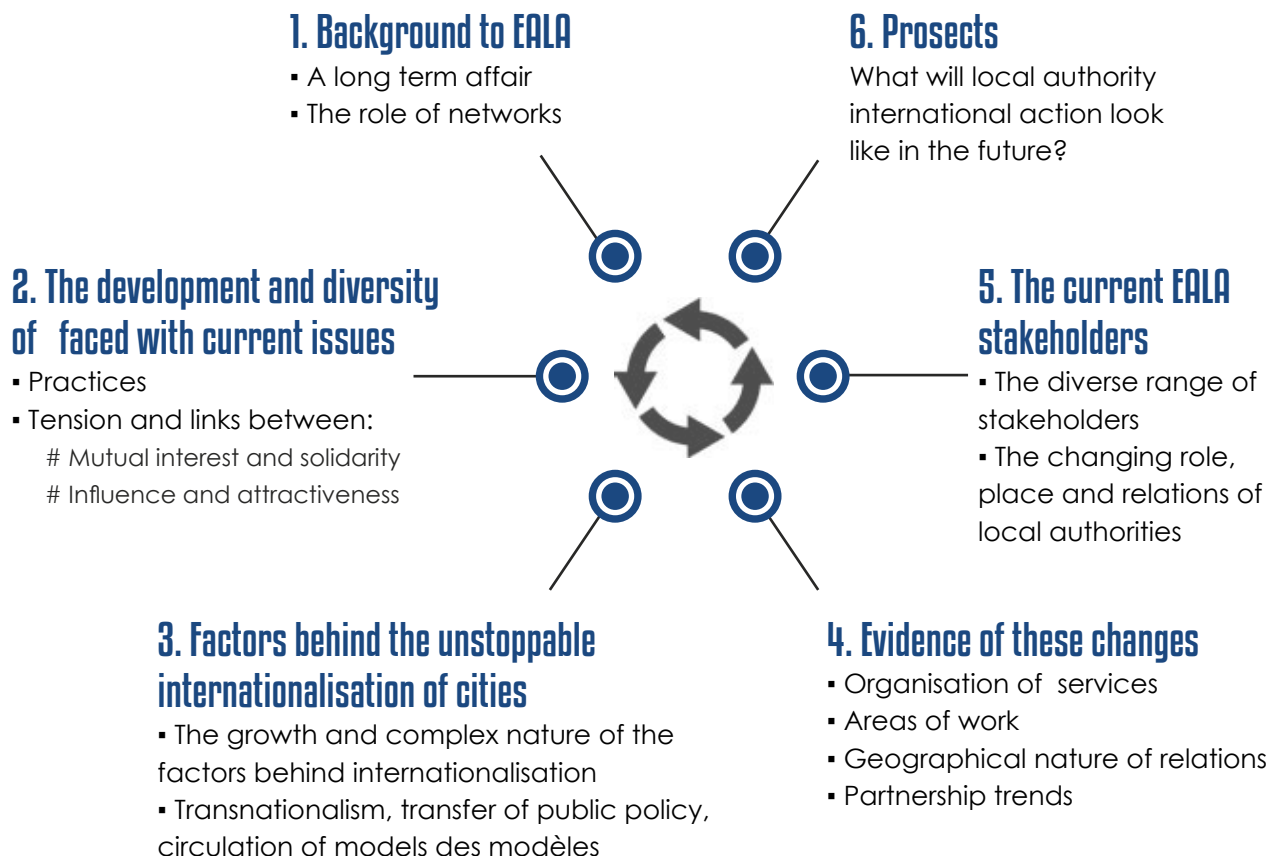 1. Background to EALA
▪ A long term affair
▪ The role of networks
2. The development and diversity
of faced with current issues
▪ Practices
▪ Tension and links between:
# Mutual interest and solidarity
# Influence and attractiveness
3. Factors behind the unstoppable
internationalisation of cities
▪ The growth and complex nature of the
factors behind internationalisation
▪ Transnationalism, transfer of public policy,
circulation of models des modèles
4. Evidence of these changes
▪ Organisation of services
▪ Areas of work
▪ Geographical nature of relations
▪ Partnership trends
5. The current EALA
stakeholders
▪ The diverse range of
stakeholders
▪ The changing role,
place and relations of
local authorities
6. Prosects
What will local authority
international action look
like in the future?